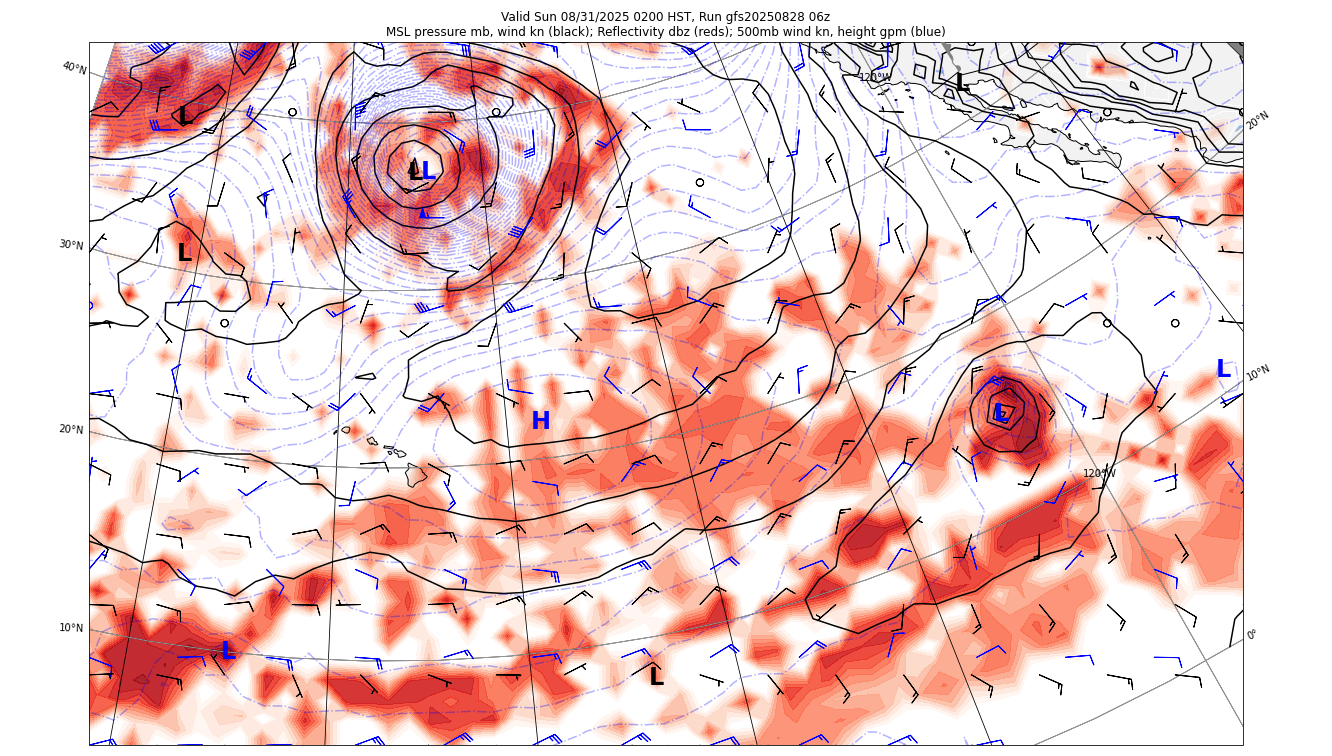 Valid Sun 08/31/2025 0200 HST, Run gfs20250828 06z
MSL pressure mb, wind kn (black); Reflectivity dbz (reds); 500mb wind kn, height gpm (blue)
40°N
120°W
L
L
20°N
L L
30°N
L
10°N
L
H
L
20°N
120°W
10°N
0°
L
L